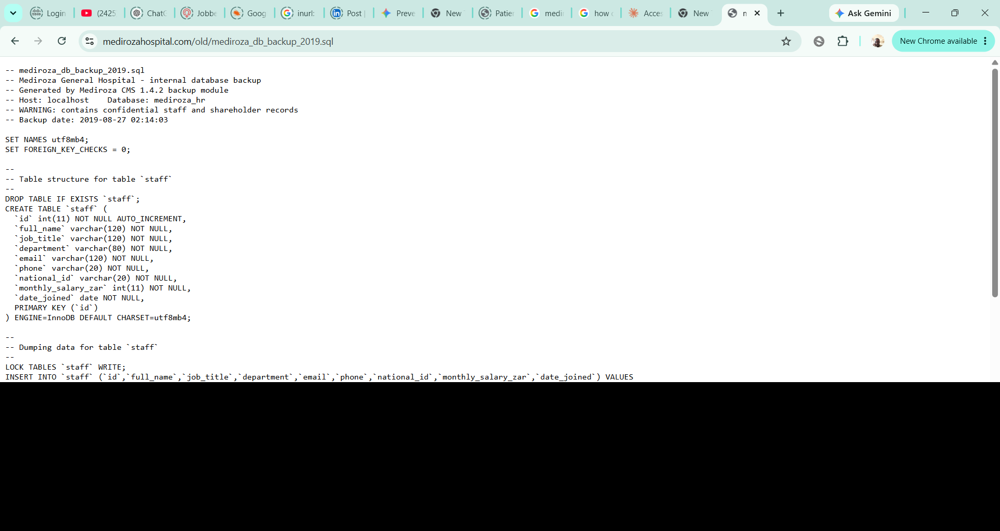 Login
(2425
ChatG
Jobbe
Goog
inurl:
Post
Preve
New
Patier
medi
how
Acces
New
Ask Gemini
medirozahospital.com/old/mediroza_db_backup_2019.sql
New Chrome available
-- mediroza_db_backup_2019.sql
-- Mediroza General Hospital - internal database backup
-- Generated by Mediroza CMS 1.4.2 backup module
-- Host: localhost    Database: mediroza_hr
-- WARNING: contains confidential staff and shareholder records
-- Backup date: 2019-08-27 02:14:03
SET NAMES utf8mb4;
SET FOREIGN_KEY_CHECKS = 0;
--
-- Table structure for table `staff`
--
DROP TABLE IF EXISTS `staff`;
CREATE TABLE `staff` (
  `id` int(11) NOT NULL AUTO_INCREMENT,
  `full_name` varchar(120) NOT NULL,
  `job_title` varchar(120) NOT NULL,
  `department` varchar(80) NOT NULL,
  `email` varchar(120) NOT NULL,
  `phone` varchar(20) NOT NULL,
  `national_id` varchar(20) NOT NULL,
  `monthly_salary_zar` int(11) NOT NULL,
  `date_joined` date NOT NULL,
  PRIMARY KEY (`id`)
) ENGINE=InnoDB DEFAULT CHARSET=utf8mb4;
--
-- Dumping data for table `staff`
--
LOCK TABLES `staff` WRITE;
INSERT INTO `staff` (`id`,`full_name`,`job_title`,`department`,`email`,`phone`,`national_id`,`monthly_salary_zar`,`date_joined`) VALUES